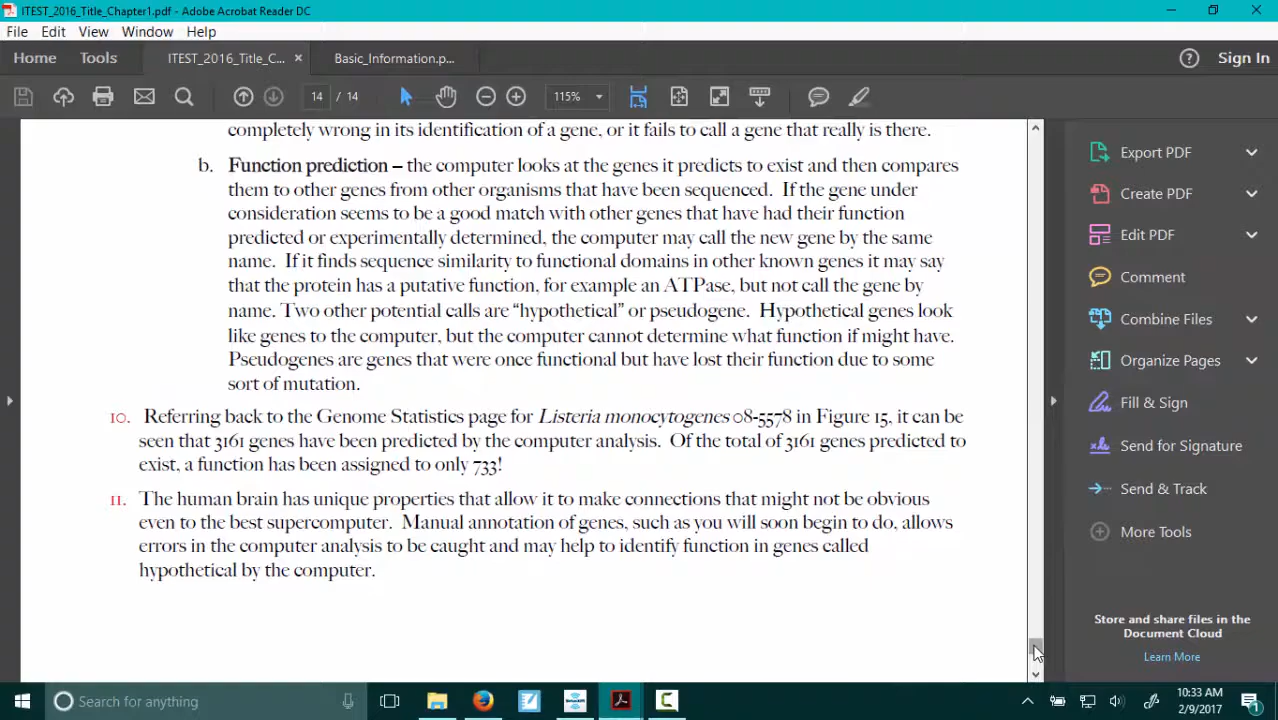 ITEST_2016_Title_Chapter1.pdf - Adobe Acrobat Reader DC
File Edit View Window Help
Home Tools ITEST_2016_Title_C... × Basic_Information.p... Sign In
14 / 14 115%
completely wrong in its identification of a gene, or it fails to call a gene that really is there.
b. Function prediction – the computer looks at the genes it predicts to exist and then compares
them to other genes from other organisms that have been sequenced. If the gene under
consideration seems to be a good match with other genes that have had their function
predicted or experimentally determined, the computer may call the new gene by the same
name. If it finds sequence similarity to functional domains in other known genes it may say
that the protein has a putative function, for example an ATPase, but not call the gene by
name. Two other potential calls are “hypothetical” or pseudogene. Hypothetical genes look
like genes to the computer, but the computer cannot determine what function if might have.
Pseudogenes are genes that were once functional but have lost their function due to some
sort of mutation.
10. Referring back to the Genome Statistics page for Listeria monocytogenes 08-5578 in Figure 15, it can be
seen that 3161 genes have been predicted by the computer analysis. Of the total of 3161 genes predicted to
exist, a function has been assigned to only 733!
11. The human brain has unique properties that allow it to make connections that might not be obvious
even to the best supercomputer. Manual annotation of genes, such as you will soon begin to do, allows
errors in the computer analysis to be caught and may help to identify function in genes called
hypothetical by the computer.
Export PDF
Create PDF
Edit PDF
Comment
Combine Files
Organize Pages
Fill & Sign
Send for Signature
Send & Track
More Tools
Store and share files in the
Document Cloud
Learn More
Search for anything
10:33 AM
2/9/2017